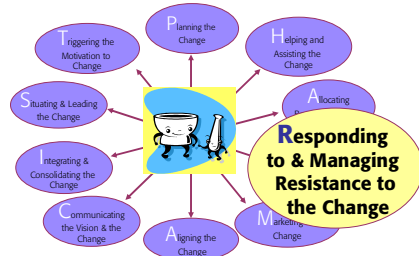 Planning the
Change
Helping and
Assisting the
Change
Allocating
Responding
to & Managing
Resistance to
the Change
Marketing
Change
Aligning the
Change
Communicating
the Vision & the
Change
Integrating &
Consolidating the
Change
Situating & Leading
the Change
Triggering the
Motivation to
Change